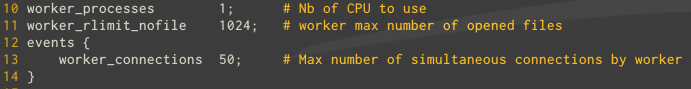 10 worker_processes       1;      # Nb of CPU to use
11 worker_rlimit_nofile   1024;   # worker max number of opened files
12 events {
13     worker_connections  50;     # Max number of simultaneous connections by worker
14 }